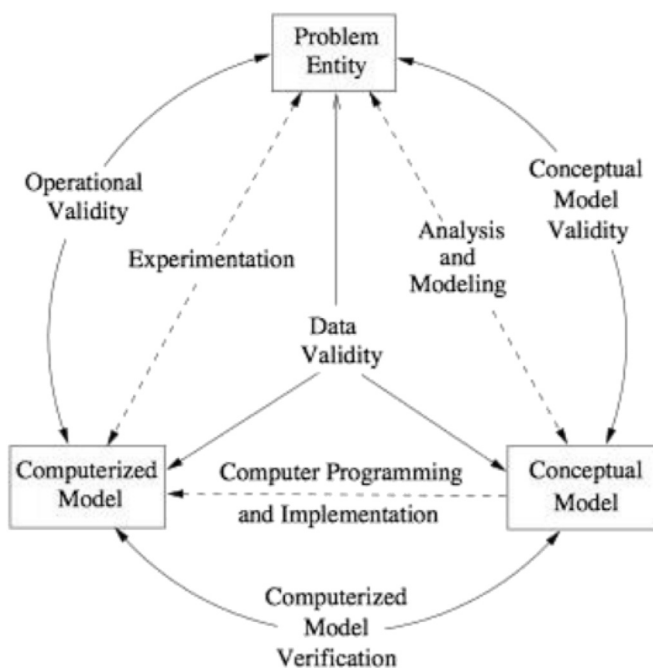 Problem
Entity
Operational
Validity
Conceptual
Model
Validity
Experimentation
Analysis
and
Modeling
Data
Validity
Computerized
Model
Computer Programming
and Implementation
Conceptual
Model
Computerized
Model
Verification